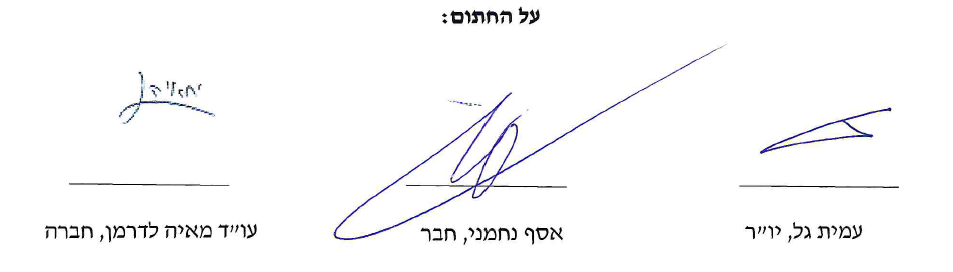 על החתום:
עמית גל, יו״ר
אסף נחמני, חבר
עו״ד מאיה לדרמן, חברה